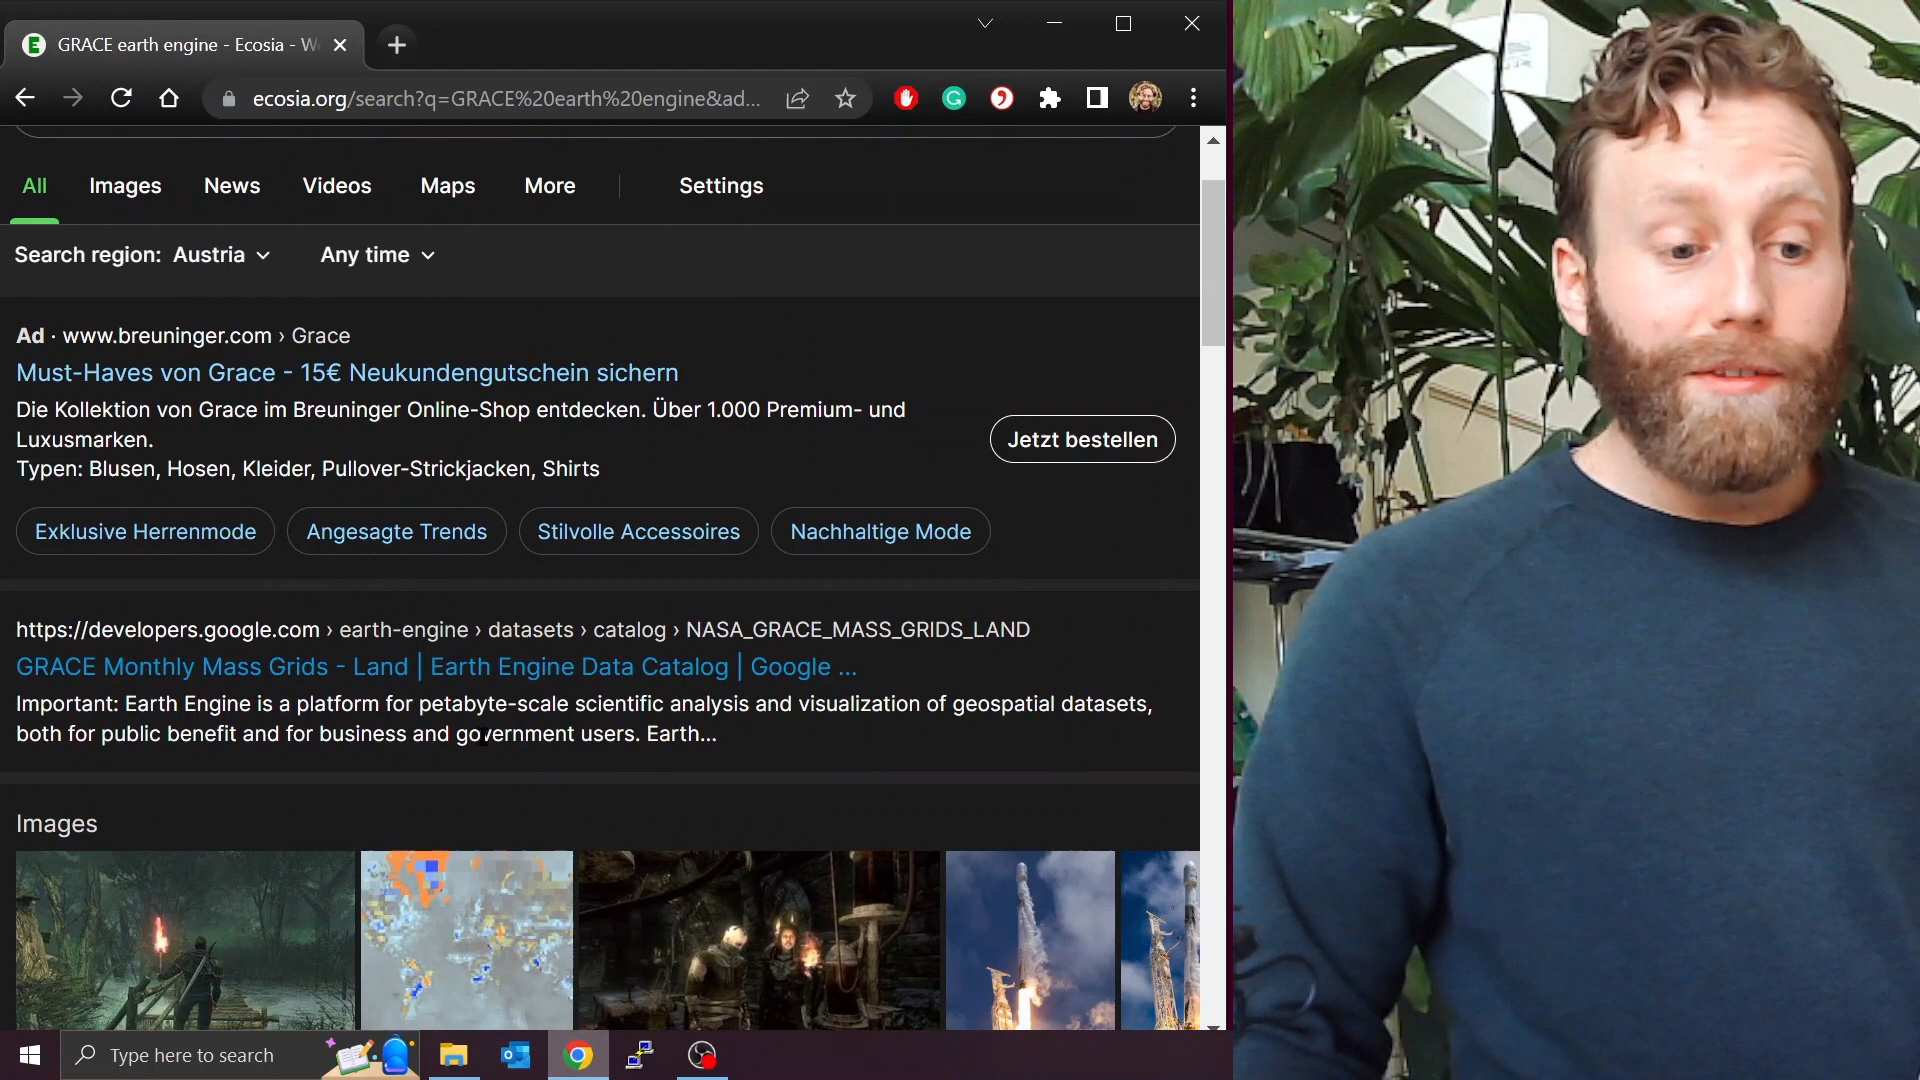 GRACE earth engine - Ecosia - W
ecosia.org/search?q=GRACE%20earth%20engine&ad...
All Images News Videos Maps More Settings
Search region: Austria Any time
Ad · www.breuninger.com › Grace
Must-Haves von Grace - 15€ Neukundengutschein sichern
Die Kollektion von Grace im Breuninger Online-Shop entdecken. Über 1.000 Premium- und
Luxusmarken.
Typen: Blusen, Hosen, Kleider, Pullover-Strickjacken, Shirts
Jetzt bestellen
Exklusive Herrenmode Angesagte Trends Stilvolle Accessoires Nachhaltige Mode
https://developers.google.com › earth-engine › datasets › catalog › NASA_GRACE_MASS_GRIDS_LAND
GRACE Monthly Mass Grids - Land | Earth Engine Data Catalog | Google ...
Important: Earth Engine is a platform for petabyte-scale scientific analysis and visualization of geospatial datasets,
both for public benefit and for business and government users. Earth...
Images
Type here to search